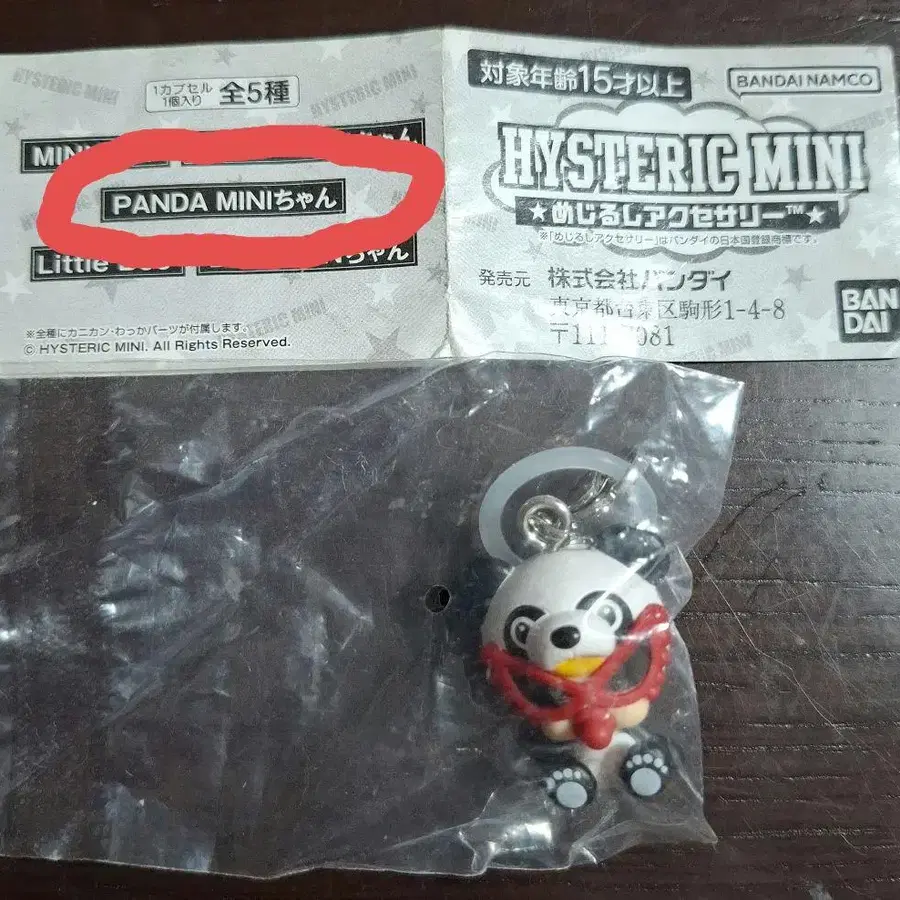 HYSTERIC MINI
1カプセル
1個入り 全5種
MINI
ちゃん
PANDA MINIちゃん
Little
ちゃん
※全種にカニカン・わっかパーツが付属します。
© HYSTERIC MINI. All Rights Reserved.
対象年齢15才以上
BANDAI NAMCO
HYSTERIC MINI
★めじるしアクセサリー™★
※「めじるしアクセサリー」はバンダイの日本国登録商標です。
発売元 株式会社バンダイ
東京都台東区駒形1-4-8
〒111-8081
BAN
DAI